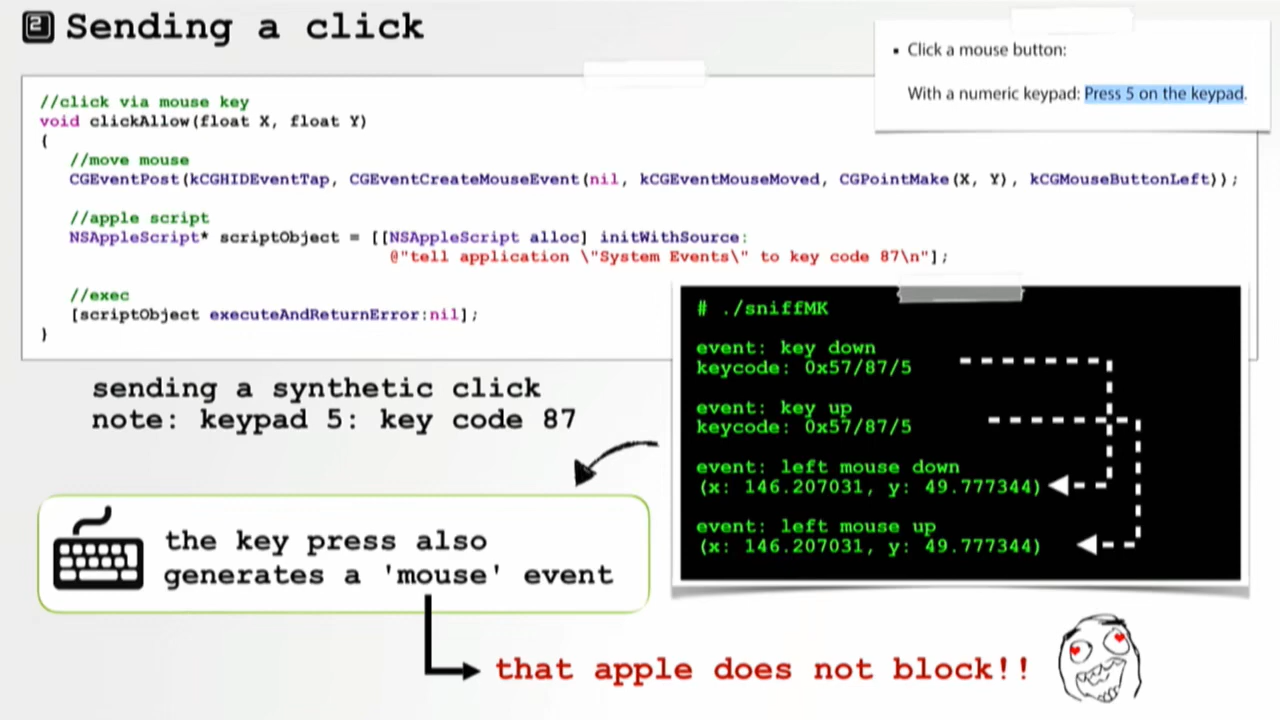 2 Sending a click
▪ Click a mouse button:
With a numeric keypad: Press 5 on the keypad.
//click via mouse key
void clickAllow(float X, float Y)
{
//move mouse
CGEventPost(kCGHIDEventTap, CGEventCreateMouseEvent(nil, kCGEventMouseMoved, CGPointMake(X, Y), kCGMouseButtonLeft));
//apple script
NSAppleScript* scriptObject = [[NSAppleScript alloc] initWithSource:
@"tell application \"System Events\" to key code 87\n"];
//exec
[scriptObject executeAndReturnError:nil];
}
# ./sniffMK
event: key down
keycode: 0x57/87/5
event: key up
keycode: 0x57/87/5
event: left mouse down
(x: 146.207031, y: 49.777344)
event: left mouse up
(x: 146.207031, y: 49.777344)
sending a synthetic click
note: keypad 5: key code 87
the key press also
generates a 'mouse' event
that apple does not block!!